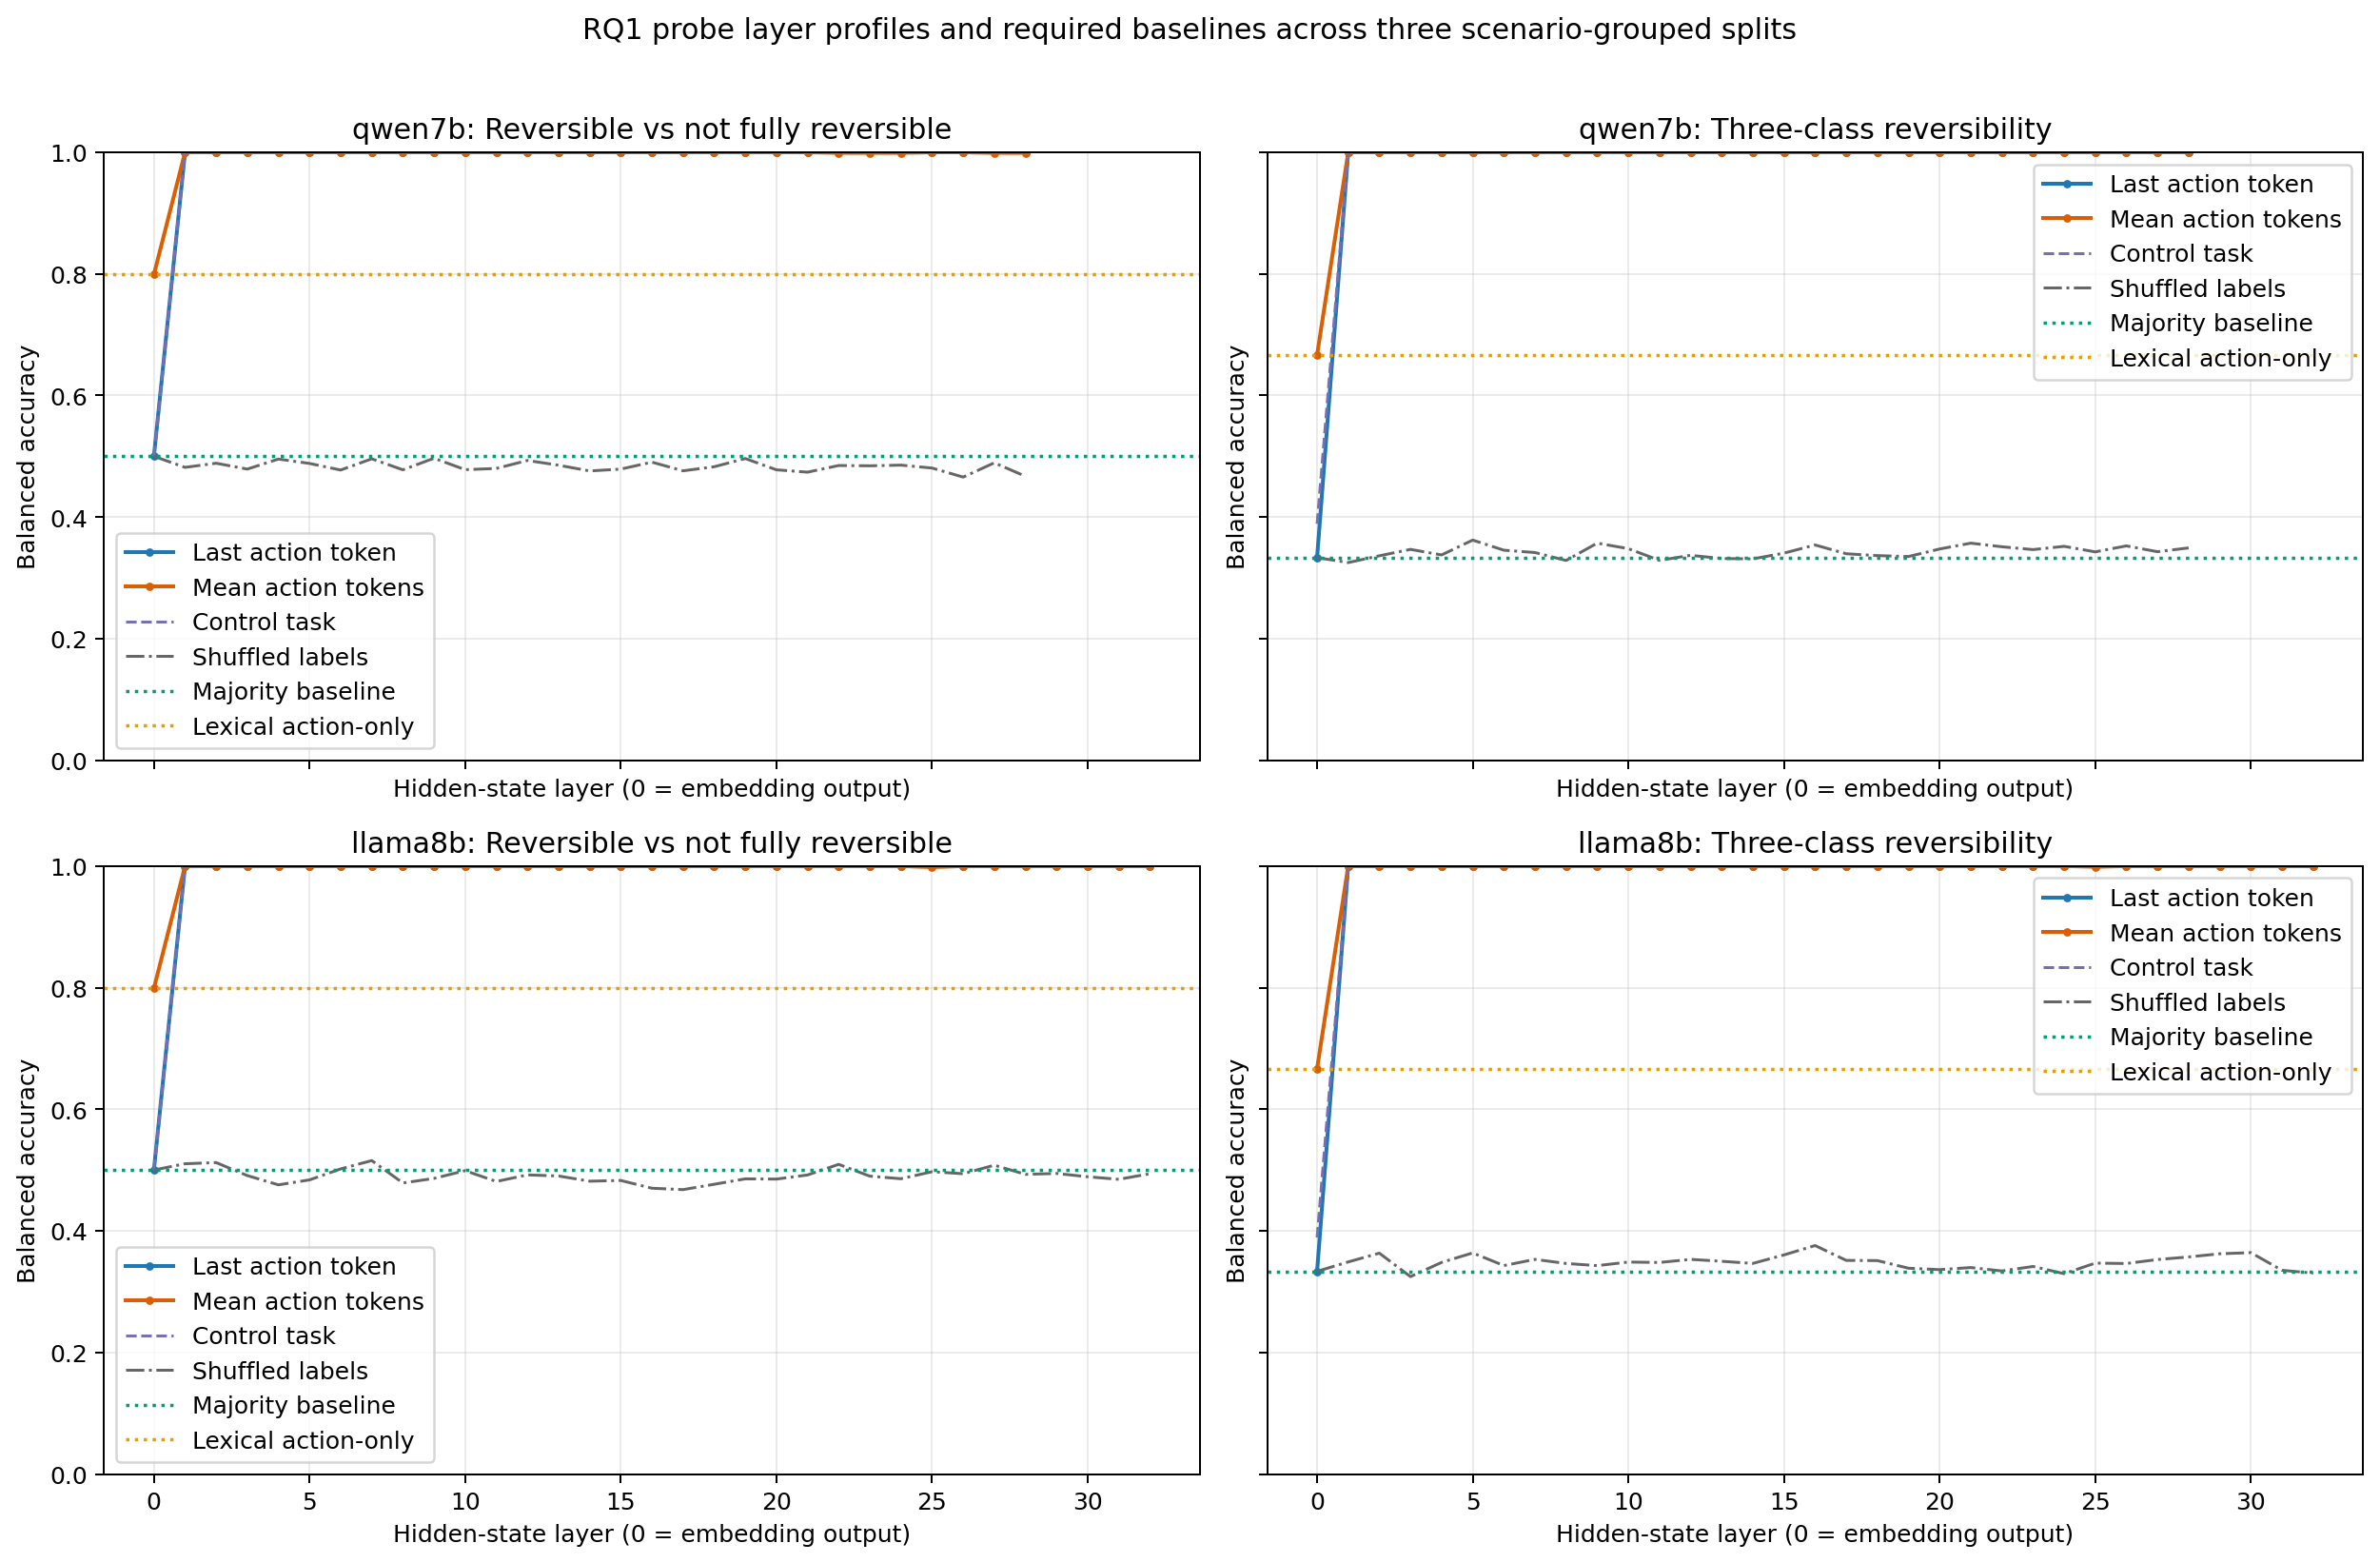 RQ1 probe layer profiles and required baselines across three scenario-grouped splits
qwen7b: Reversible vs not fully reversible
1.0
0.8
0.6
0.4
0.2
0.0
Balanced accuracy
Last action token
Mean action tokens
Control task
Shuffled labels
Majority baseline
Lexical action-only
Hidden-state layer (0 = embedding output)
qwen7b: Three-class reversibility
Balanced accuracy
Last action token
Mean action tokens
Control task
Shuffled labels
Majority baseline
Lexical action-only
Hidden-state layer (0 = embedding output)
llama8b: Reversible vs not fully reversible
1.0
0.8
0.6
0.4
0.2
0.0
Balanced accuracy
Last action token
Mean action tokens
Control task
Shuffled labels
Majority baseline
Lexical action-only
0 5 10 15 20 25 30
Hidden-state layer (0 = embedding output)
llama8b: Three-class reversibility
Balanced accuracy
Last action token
Mean action tokens
Control task
Shuffled labels
Majority baseline
Lexical action-only
0 5 10 15 20 25 30
Hidden-state layer (0 = embedding output)